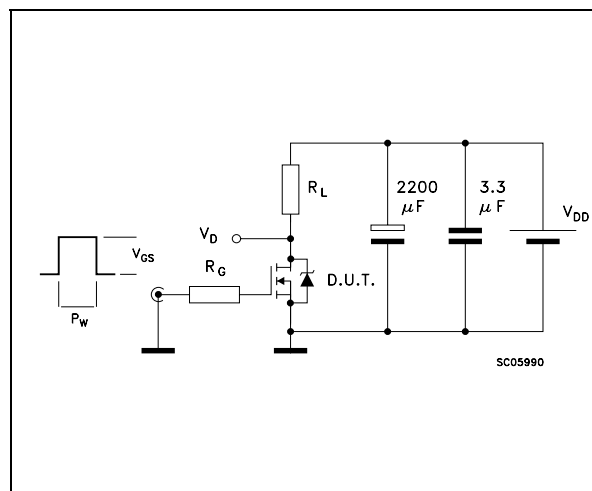 R_L
2200
μF
3.3
μF
V_DD
V_D
V_GS
R_G
D.U.T.
P_W
SC05990